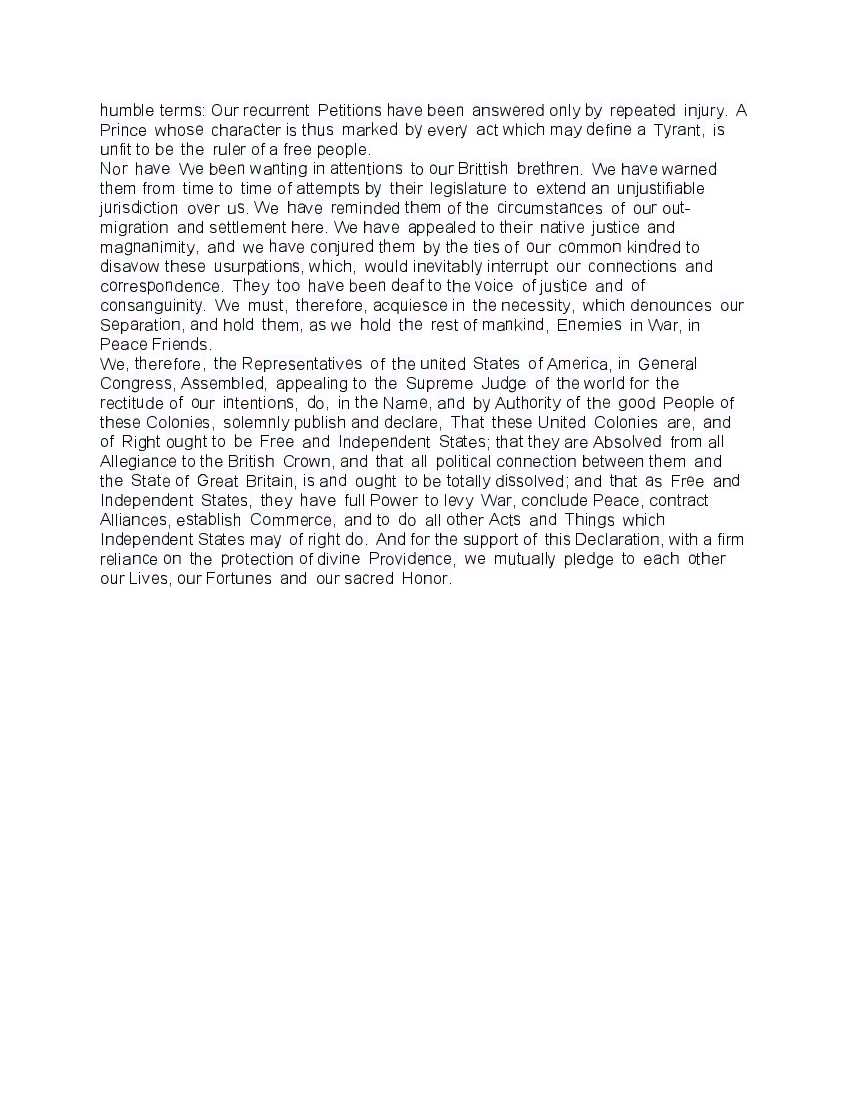 humble terms: Our recurrent Petitions have been answered only by repeated injury. A
Prince whose character is thus marked by every act which may define a Tyrant, is
unfit to be the ruler of a free people.
Nor have We been wanting in attentions to our Brittish brethren. We have warned
them from time to time of attempts by their legislature to extend an unjustifiable
jurisdiction over us. We have reminded them of the circumstances of our out-
migration and settlement here. We have appealed to their native justice and
magnanimity, and we have conjured them by the ties of our common kindred to
disavow these usurpations, which, would inevitably interrupt our connections and
correspondence. They too have been deaf to the voice of justice and of
consanguinity. We must, therefore, acquiesce in the necessity, which denounces our
Separation, and hold them, as we hold the rest of mankind, Enemies in War, in
Peace Friends.
We, therefore, the Representatives of the united States of America, in General
Congress, Assembled, appealing to the Supreme Judge of the world for the
rectitude of our intentions, do, in the Name, and by Authority of the good People of
these Colonies, solemnly publish and declare, That these United Colonies are, and
of Right ought to be Free and Independent States; that they are Absolved from all
Allegiance to the British Crown, and that all political connection between them and
the State of Great Britain, is and ought to be totally dissolved; and that as Free and
Independent States, they have full Power to levy War, conclude Peace, contract
Alliances, establish Commerce, and to do all other Acts and Things which
Independent States may of right do. And for the support of this Declaration, with a firm
reliance on the protection of divine Providence, we mutually pledge to each other
our Lives, our Fortunes and our sacred Honor.